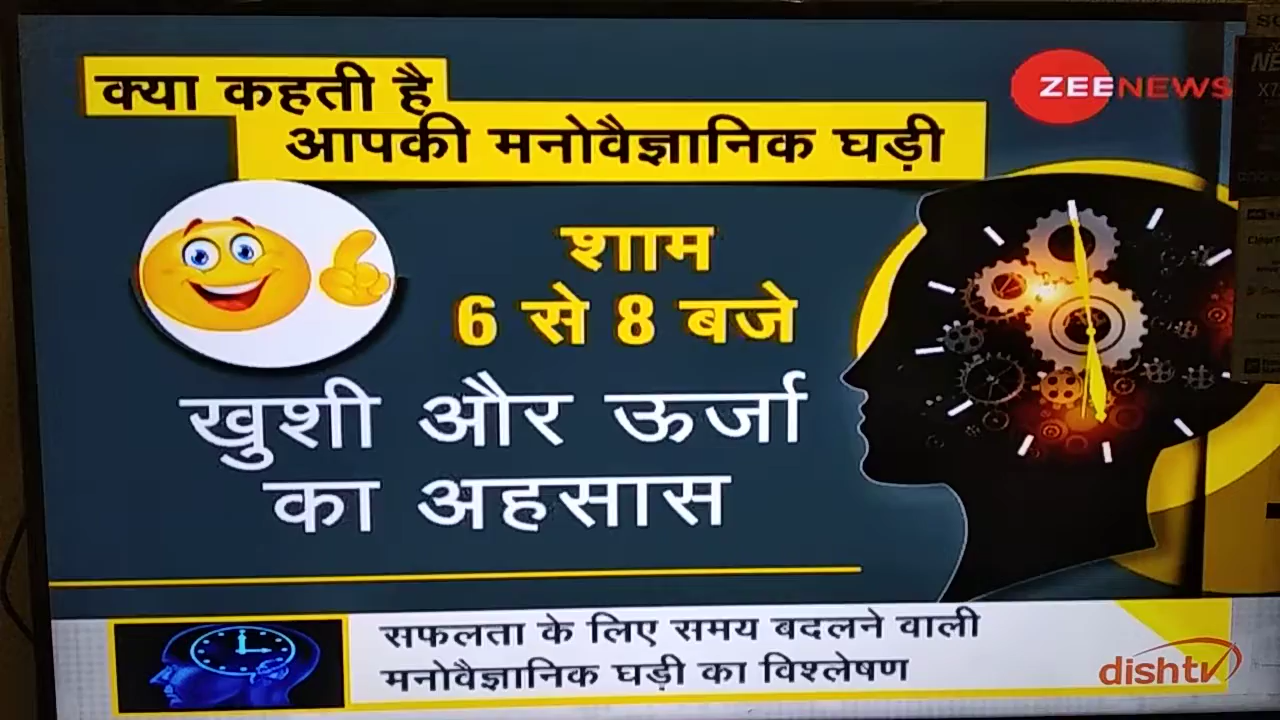 क्या कहती है
आपकी मनोवैज्ञानिक घड़ी
ZEENEWS
शाम
6 से 8 बजे
खुशी और ऊर्जा
का अहसास
सफलता के लिए समय बदलने वाली
मनोवैज्ञानिक घड़ी का विश्लेषण
dishtv